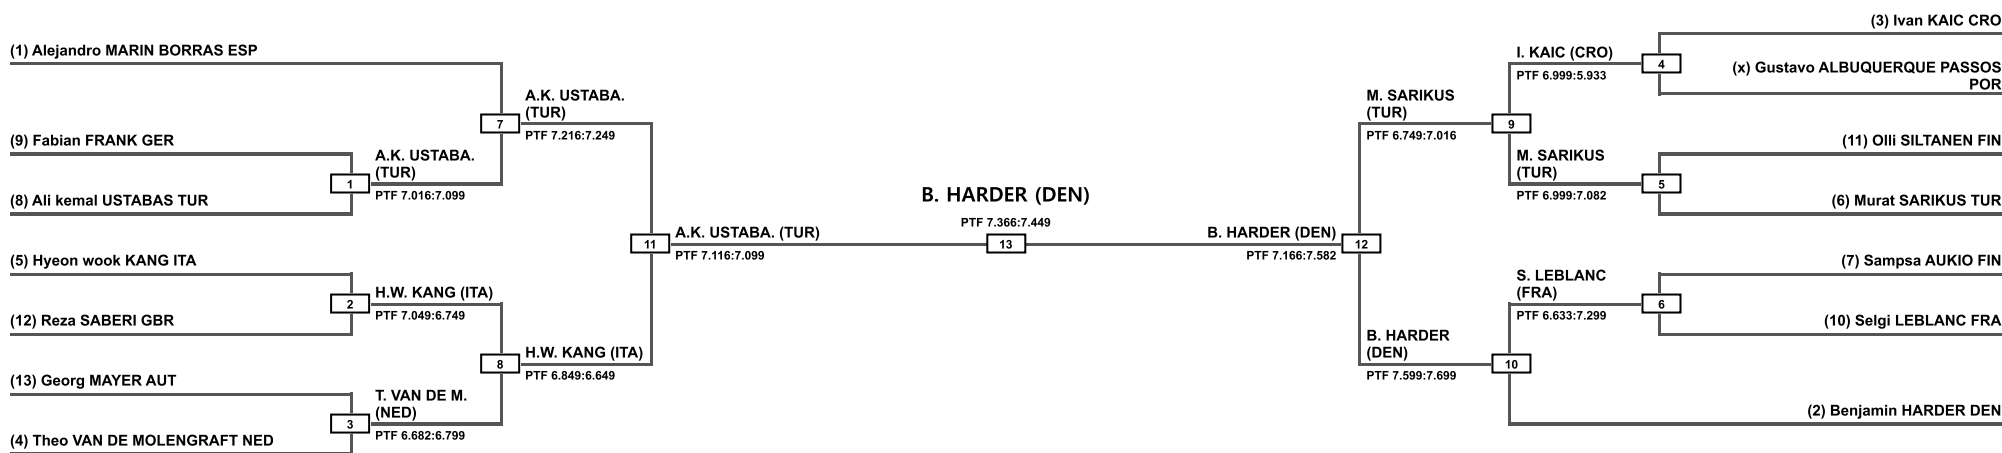 (1) Alejandro MARIN BORRAS ESP
(9) Fabian FRANK GER
(8) Ali kemal USTABAS TUR
(5) Hyeon wook KANG ITA
(12) Reza SABERI GBR
(13) Georg MAYER AUT
(4) Theo VAN DE MOLENGRAFT NED
1
A.K. USTABA.
(TUR)
PTF 7.016:7.099
2
H.W. KANG (ITA)
PTF 7.049:6.749
3
T. VAN DE M.
(NED)
PTF 6.682:6.799
7
A.K. USTABA.
(TUR)
PTF 7.216:7.249
8
H.W. KANG (ITA)
PTF 6.849:6.649
11
A.K. USTABA. (TUR)
PTF 7.116:7.099
B. HARDER (DEN)
PTF 7.366:7.449
13
B. HARDER (DEN)
PTF 7.166:7.582
12
M. SARIKUS
(TUR)
PTF 6.749:7.016
9
B. HARDER
(DEN)
PTF 7.599:7.699
10
I. KAIC (CRO)
PTF 6.999:5.933
4
M. SARIKUS
(TUR)
PTF 6.999:7.082
5
S. LEBLANC
(FRA)
PTF 6.633:7.299
6
(3) Ivan KAIC CRO
(x) Gustavo ALBUQUERQUE PASSOS
POR
(11) Olli SILTANEN FIN
(6) Murat SARIKUS TUR
(7) Sampsa AUKIO FIN
(10) Selgi LEBLANC FRA
(2) Benjamin HARDER DEN